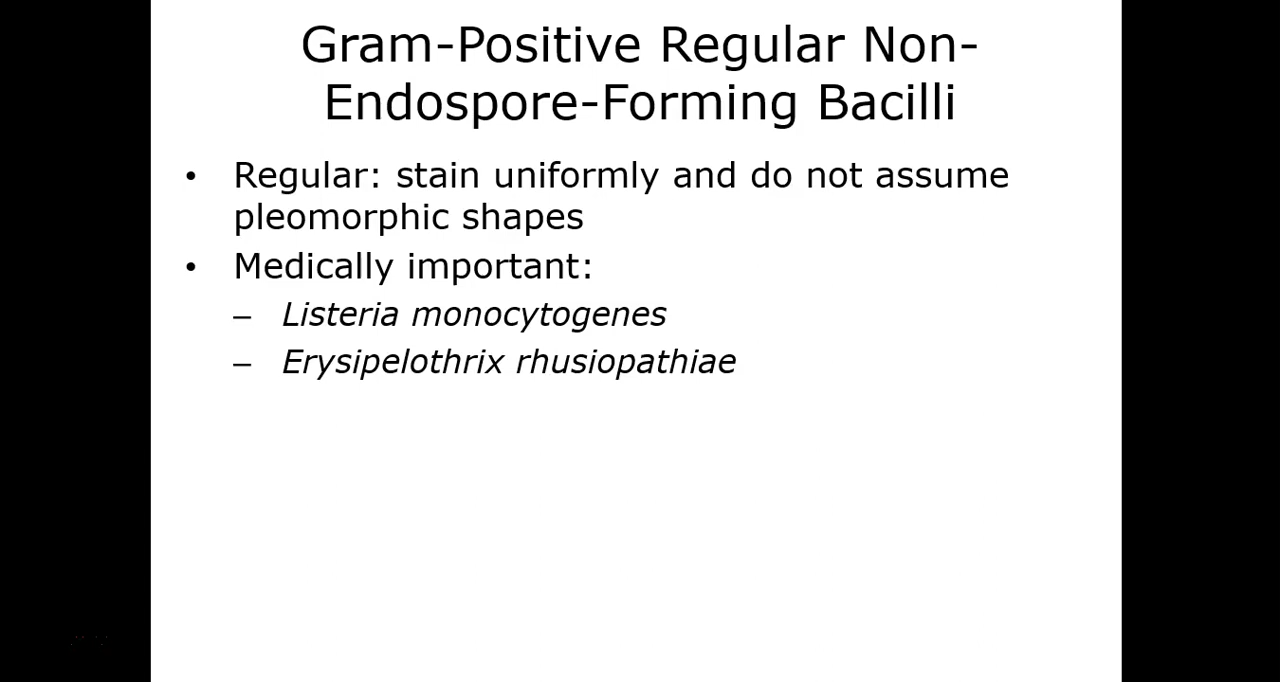 Gram-Positive Regular Non-
Endospore-Forming Bacilli
• Regular: stain uniformly and do not assume
pleomorphic shapes
• Medically important:
– Listeria monocytogenes
– Erysipelothrix rhusiopathiae